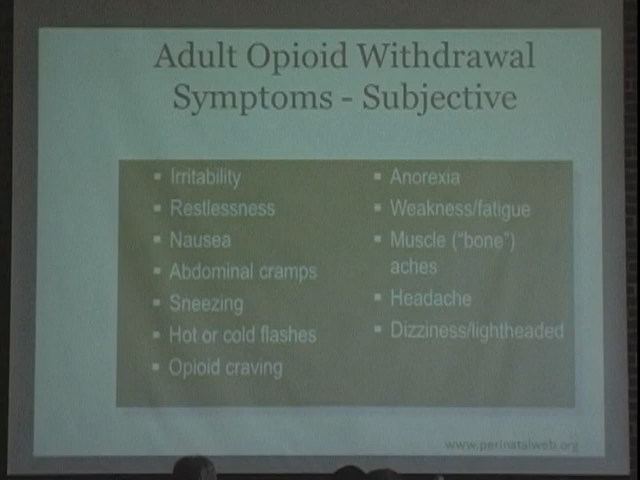 Adult Opioid Withdrawal
Symptoms - Subjective
▪ Irritability
▪ Restlessness
▪ Nausea
▪ Abdominal cramps
▪ Sneezing
▪ Hot or cold flashes
▪ Opioid craving
▪ Anorexia
▪ Weakness/fatigue
▪ Muscle ("bone")
aches
▪ Headache
▪ Dizziness/lightheaded
www.perinatalweb.org